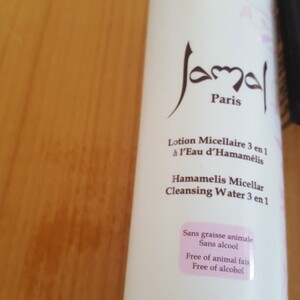 Jamal
Paris
Lotion Micellaire 3 en 1
à l'Eau d'Hamamélis
Hamamelis Micellar
Cleansing Water 3 en 1
Sans graisse animale
Sans alcool
Free of animal fats
Free of alcohol